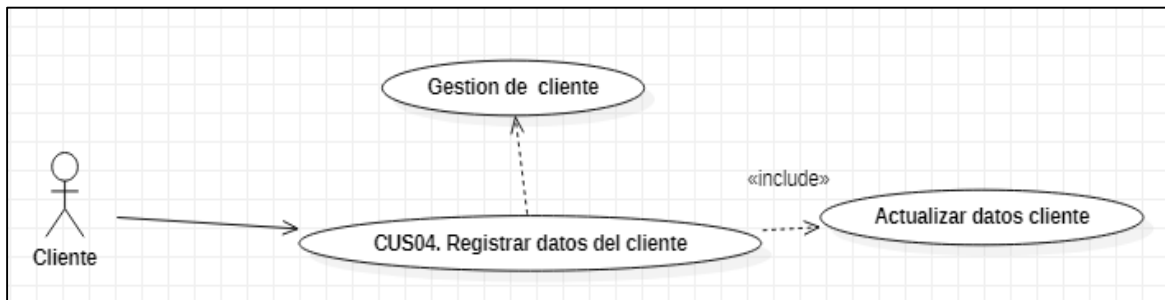 Gestion de cliente
«include»
Actualizar datos cliente
CUS04. Registrar datos del cliente
Cliente